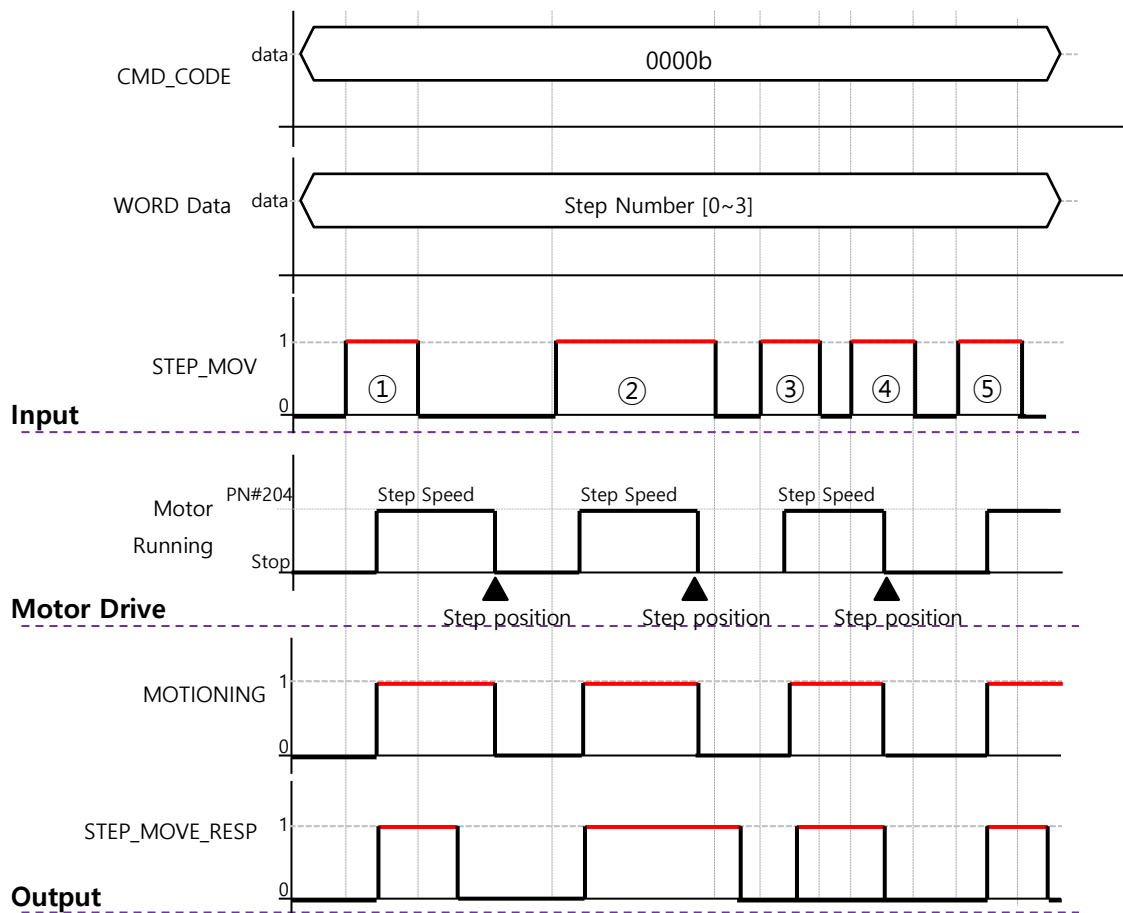 data
0000b
CMD_CODE
data
WORD Data
Step Number [0~3]
1
STEP_MOV
① ② ③ ④ ⑤
0
Input
PN#204
Step Speed Step Speed Step Speed
Motor
Running
Stop
Motor Drive
Step position Step position Step position
1
MOTIONING
0
1
STEP_MOVE_RESP
0
Output